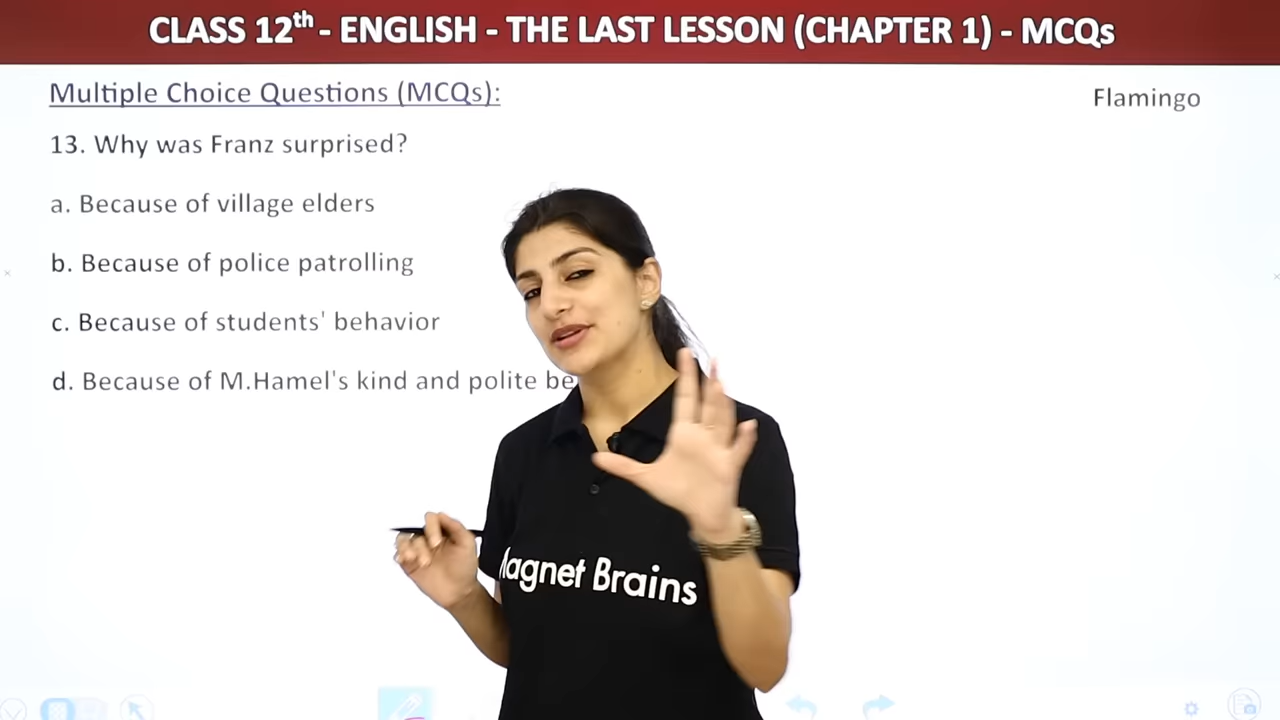 CLASS 12th - ENGLISH - THE LAST LESSON (CHAPTER 1) - MCQs
Multiple Choice Questions (MCQs):
Flamingo
13. Why was Franz surprised?
a. Because of village elders
b. Because of police patrolling
c. Because of students' behavior
d. Because of M.Hamel's kind and polite
Magnet Brains